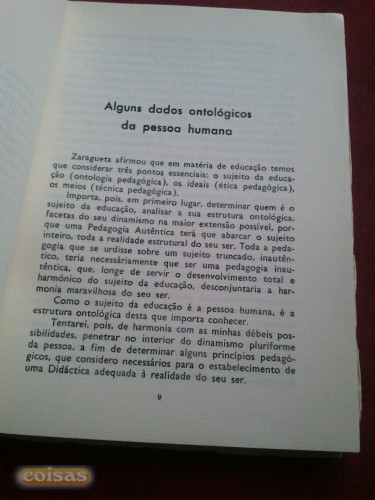 Alguns dados ontológicos
da pessoa humana
Zaragueta afirmou que em matéria de educação temos
que considerar três pontos essenciais: o sujeito da educa-
ção (ontologia pedagógica), os ideais (ética pedagógica),
os meios (técnica pedagógica).
Importa, pois, em primeiro lugar, determinar quem é o
sujeito da educação, analisar a sua estrutura ontológica,
facetas do seu dinamismo na maior extensão possível, por-
que uma Pedagogia Autêntica terá que abarcar o sujeito
inteiro, toda a realidade estrutural do seu ser. Toda a peda-
gogia que se urdisse sobre um sujeito truncado, inautên-
tico, teria necessàriamente que ser uma pedagogia inau-
têntica, que, longe de servir o desenvolvimento total e
harmónico do sujeito da educação, desconjuntaria a har-
monia maravilhosa do seu ser.
Como o sujeito da educação é a pessoa humana, é a
estrutura ontológica desta que importa conhecer.
Tentarei, pois, de harmonia com as minhas débeis pos-
sibilidades, penetrar no interior do dinamismo pluriforme
da pessoa, a fim de determinar alguns princípios pedagó-
gicos, que considero necessários para o estabelecimento de
uma Didáctica adequada à realidade do seu ser.
9
coisas